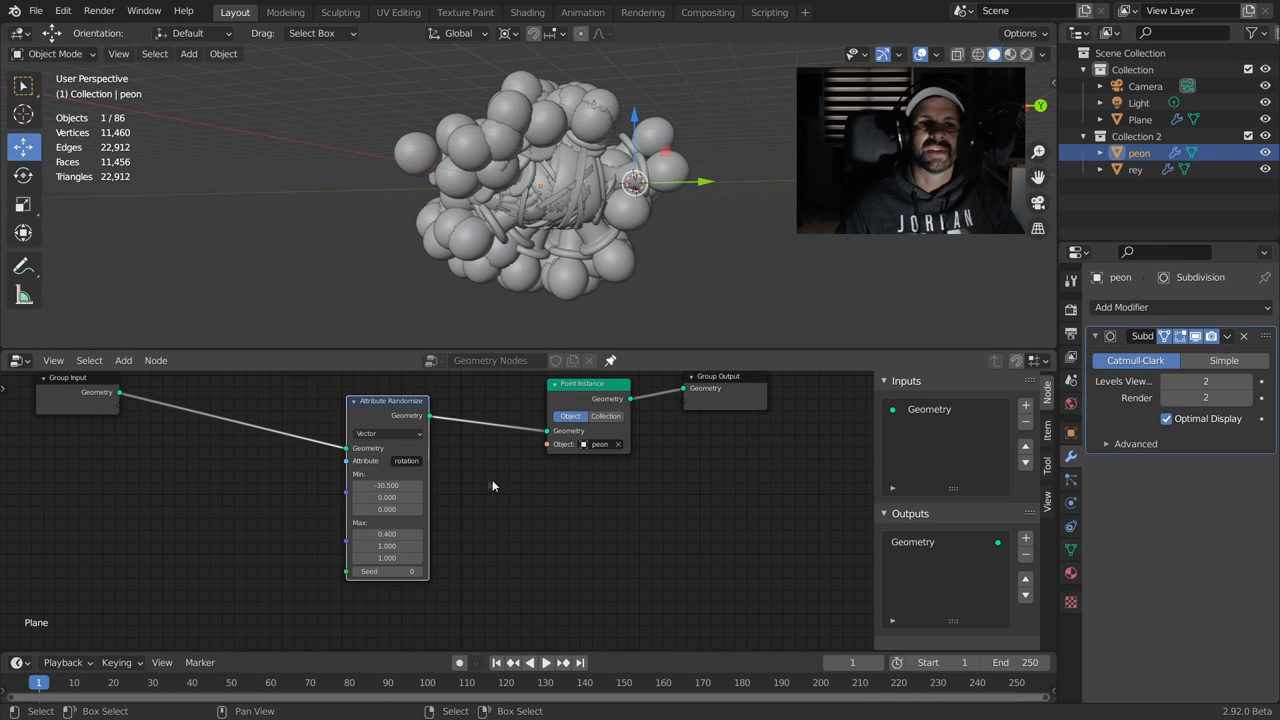 File Edit Render Window Help
Layout Modeling Sculpting UV Editing Texture Paint Shading Animation Rendering Compositing Scripting +
Scene
View Layer
Orientation: Default Drag: Select Box Global Options
Object Mode View Select Add Object
User Perspective
(1) Collection | peon
Objects 1 / 86
Vertices 11,460
Edges 22,912
Faces 11,456
Triangles 22,912
Y
JORJAN
Scene Collection
Collection
Camera
Light
Plane
Collection 2
peon
rey
peon Subdivision
Add Modifier
Subd
Catmull-Clark Simple
Levels View... 2
Render 2
Optimal Display
Advanced
View Select Add Node Geometry Nodes
Group Input
Geometry
Attribute Randomize
Geometry
Vector
Geometry
Attribute rotation
Min:
-30.500
0.000
0.000
Max:
0.400
1.000
1.000
Seed 0
Point Instance
Geometry
Object Collection
Geometry
Object: peon
Group Output
Geometry
Plane
Inputs
Geometry
Outputs
Geometry
Node
Item
Tool
View
Playback Keying View Marker
1 Start 1 End 250
1 10 20 30 40 50 60 70 80 90 100 110 120 130 140 150 160 170 180 190 200 210 220 230 240 250
Select Box Select Pan View Select Box Select 2.92.0 Beta